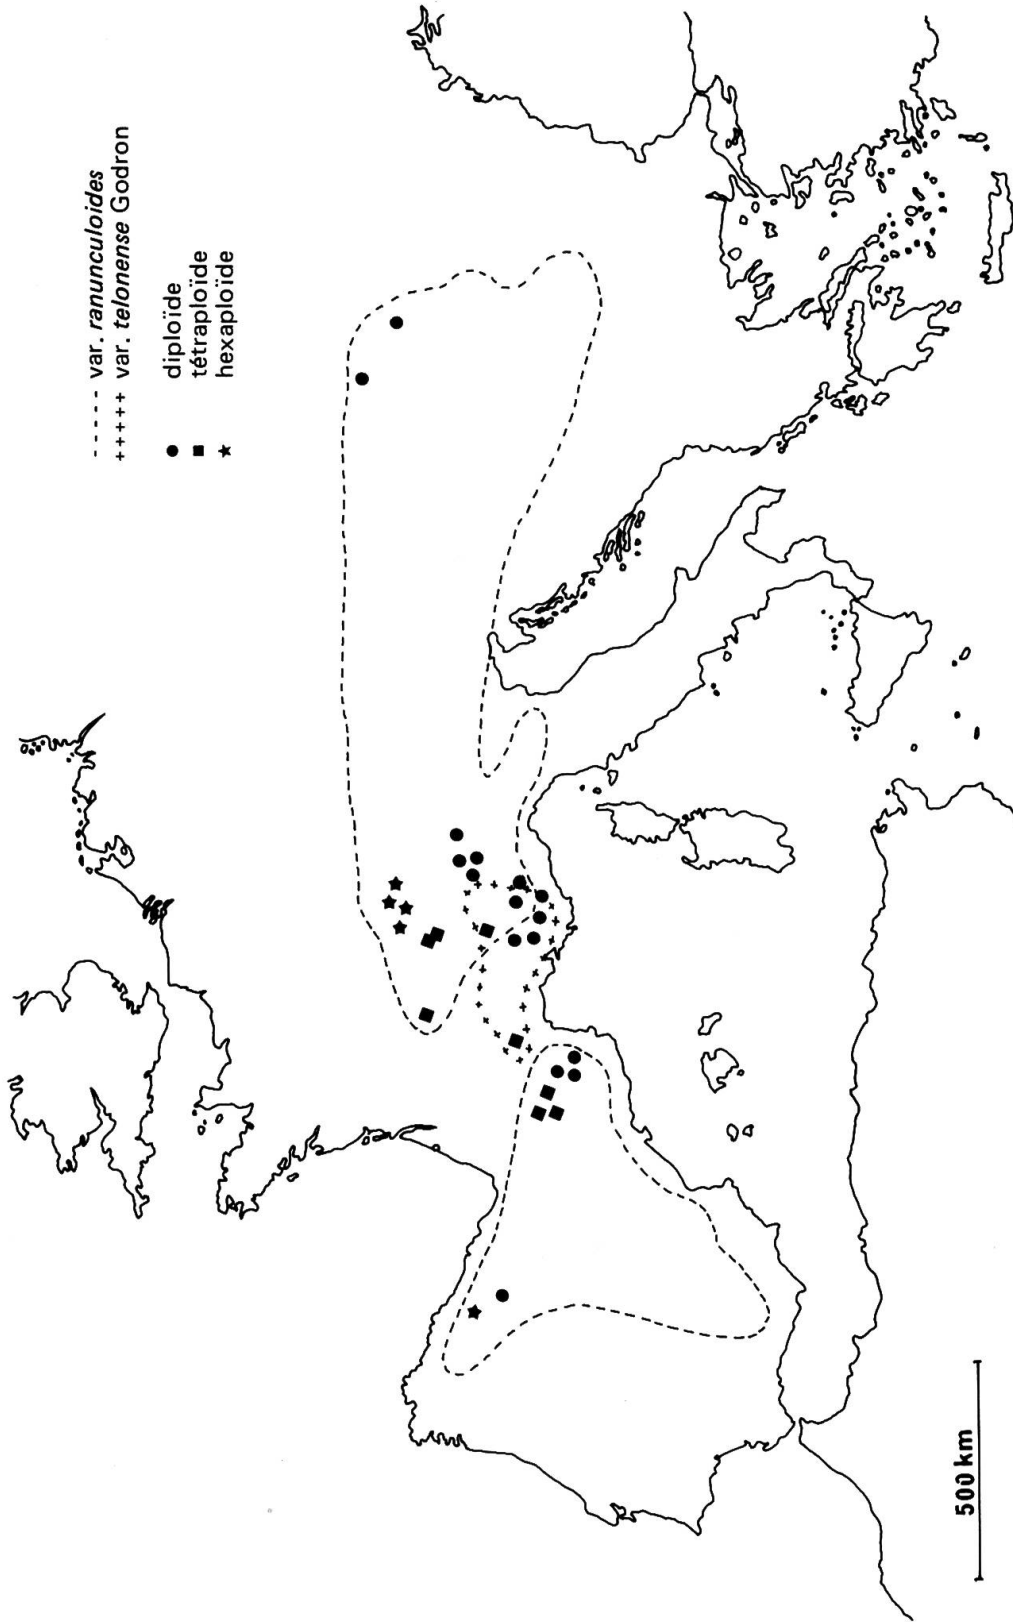 ---- var. ranunculoides
+++++ var. telonense Godron
● diploïde
■ tétraploïde
★ hexaploïde
500 km